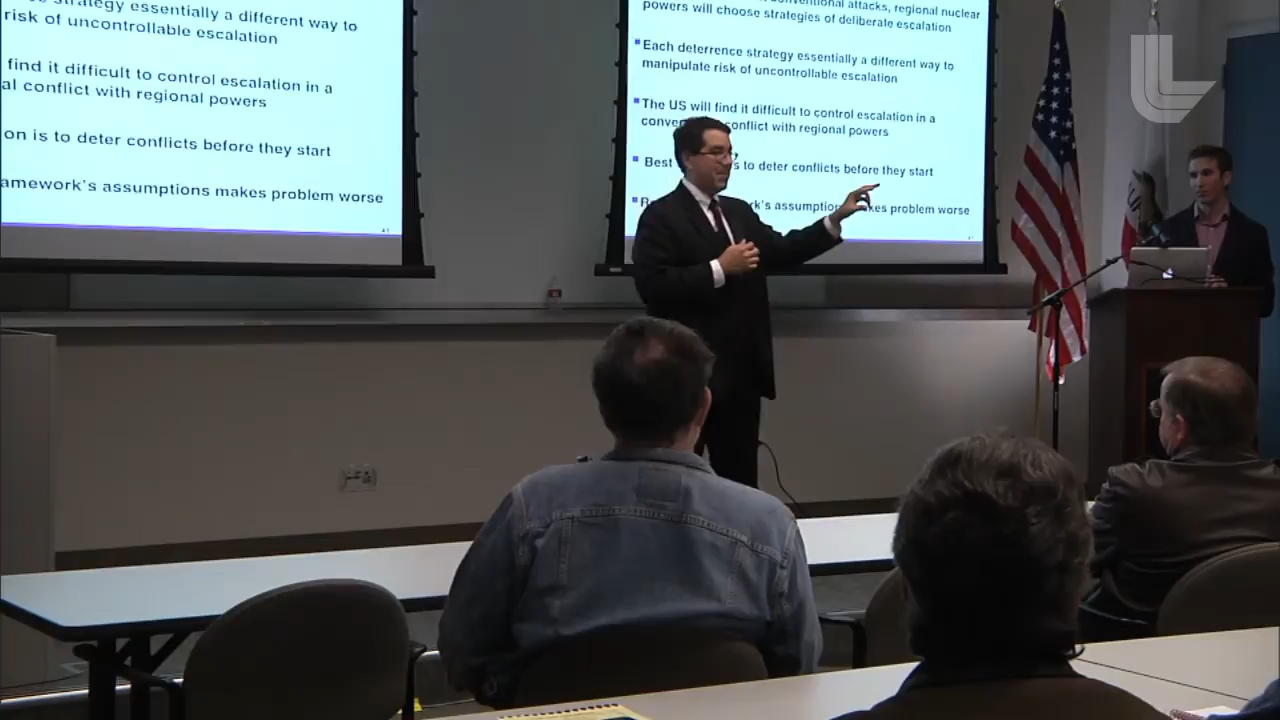 strategy essentially a different way to
risk of uncontrollable escalation
find it difficult to control escalation in a
al conflict with regional powers
on is to deter conflicts before they start
amework's assumptions makes problem worse
conventional attacks, regional nuclear
powers will choose strategies of deliberate escalation
Each deterrence strategy essentially a different way to
manipulate risk of uncontrollable escalation
The US will find it difficult to control escalation in a
conve conflict with regional powers
Best s to deter conflicts before they start
k's assumption kes problem worse